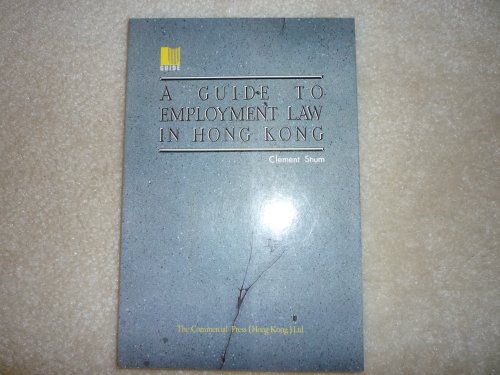 GUIDE
A GUIDE TO
EMPLOYMENT LAW
IN HONG KONG
Clement Shum
The Commercial Press (Hong Kong) Ltd.